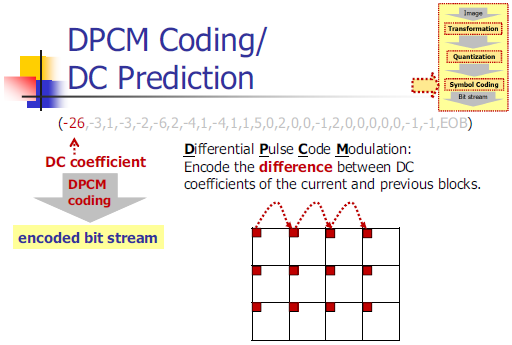 DPCM Coding/
DC Prediction
Image
Transformation
Quantization
Symbol Coding
Bit stream
(-26,-3,1,-3,-2,-6,2,-4,1,-4,1,1,5,0,2,0,0,-1,2,0,0,0,0,0,-1,-1,EOB)
DC coefficient
DPCM
coding
encoded bit stream
Differential Pulse Code Modulation:
Encode the difference between DC
coefficients of the current and previous blocks.